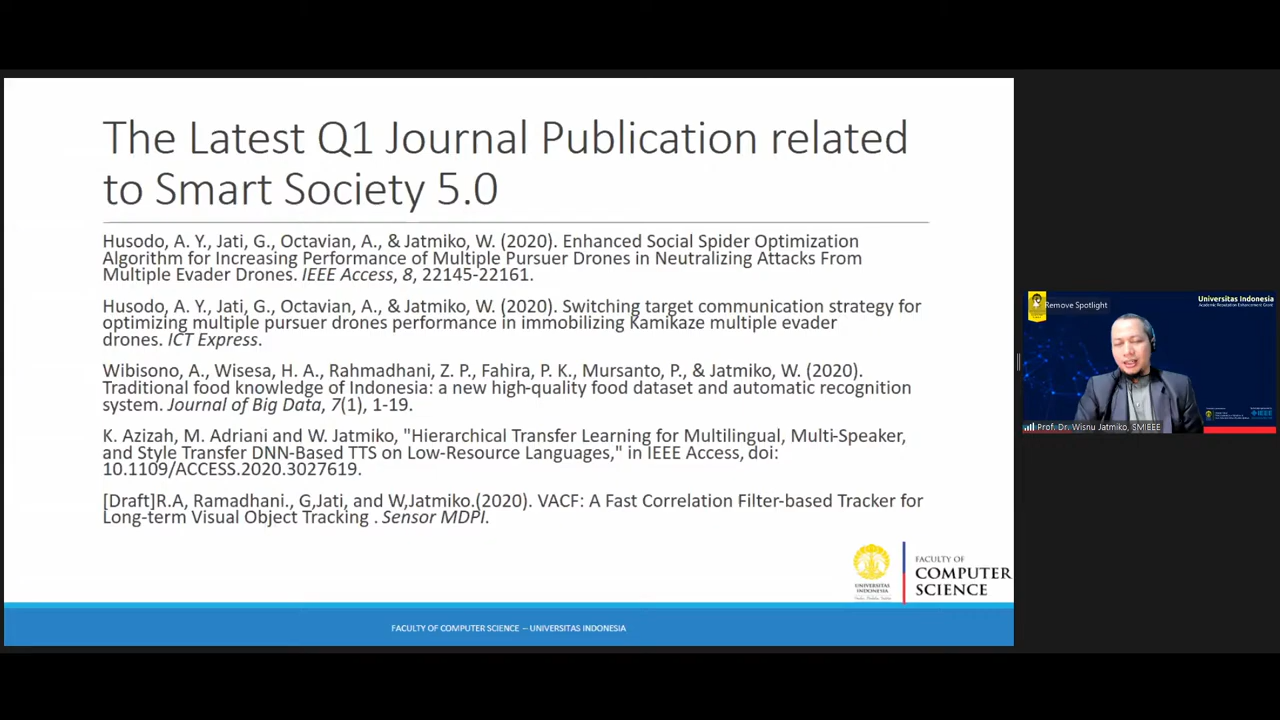 The Latest Q1 Journal Publication related
to Smart Society 5.0
Husodo, A. Y., Jati, G., Octavian, A., & Jatmiko, W. (2020). Enhanced Social Spider Optimization
Algorithm for Increasing Performance of Multiple Pursuer Drones in Neutralizing Attacks From
Multiple Evader Drones. IEEE Access, 8, 22145-22161.
Husodo, A. Y., Jati, G., Octavian, A., & Jatmiko, W. (2020). Switching target communication strategy for
optimizing multiple pursuer drones performance in immobilizing Kamikaze multiple evader
drones. ICT Express.
Wibisono, A., Wisesa, H. A., Rahmadhani, Z. P., Fahira, P. K., Mursanto, P., & Jatmiko, W. (2020).
Traditional food knowledge of Indonesia: a new high-quality food dataset and automatic recognition
system. Journal of Big Data, 7(1), 1-19.
K. Azizah, M. Adriani and W. Jatmiko, "Hierarchical Transfer Learning for Multilingual, Multi-Speaker,
and Style Transfer DNN-Based TTS on Low-Resource Languages," in IEEE Access, doi:
10.1109/ACCESS.2020.3027619.
[Draft]R.A, Ramadhani., G,Jati, and W,Jatmiko.(2020). VACF: A Fast Correlation Filter-based Tracker for
Long-term Visual Object Tracking . Sensor MDPI.
UNIVERSITAS
INDONESIA
FACULTY OF
COMPUTER
SCIENCE
FACULTY OF COMPUTER SCIENCE – UNIVERSITAS INDONESIA
Remove Spotlight
Universitas Indonesia
IEEE
Prof. Dr. Wisnu Jatmiko, SMIEEE